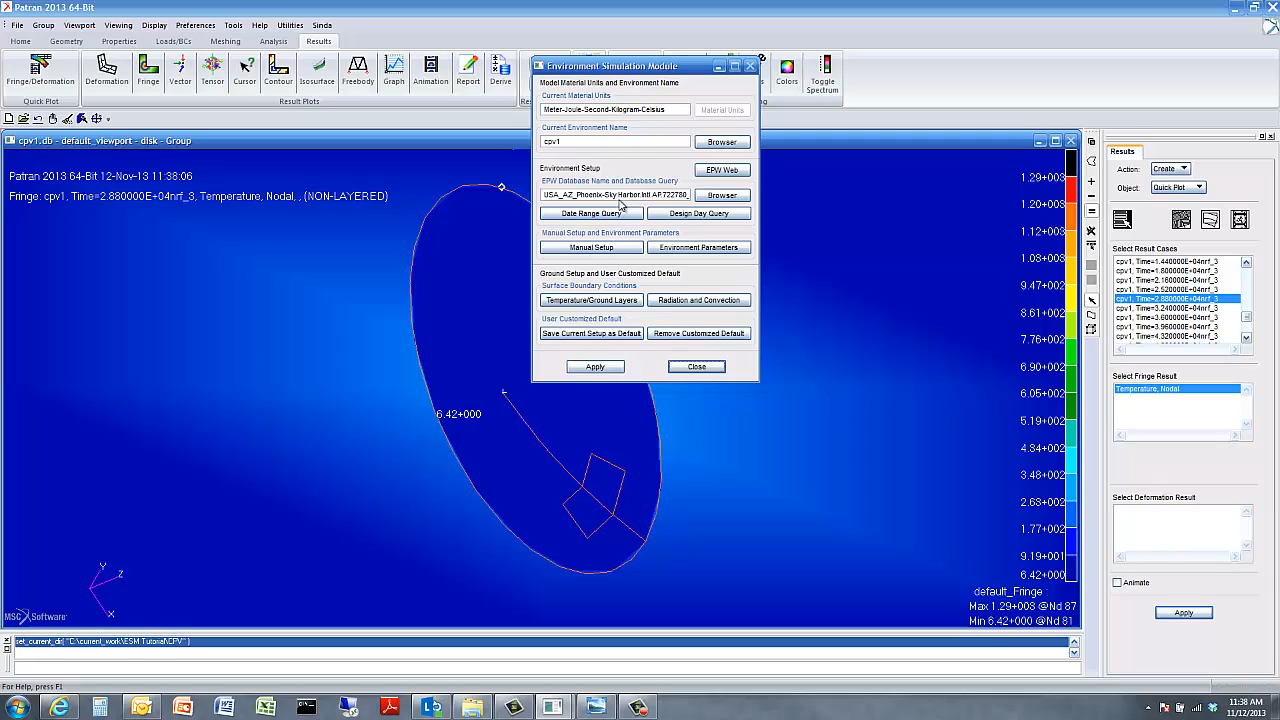 Patran 2013 64-Bit
File Group Viewport Viewing Display Preferences Tools Help Utilities Sinda
Home Geometry Properties Loads/BCs Meshing Analysis Results
Fringe/Deformation Deformation Fringe Vector Tensor Cursor Contour Isosurface Freebody Graph Animation Report Derive Colors Toggle Spectrum
Quick Plot Result Plots
cpv1.db - default_viewport - disk - Group
Patran 2013 64-Bit 12-Nov-13 11:38:06
Fringe: cpv1, Time=2.880000E+04nrf_3, Temperature, Nodal, , (NON-LAYERED)
6.42+000
Y
Z
X
MSC Software
Environment Simulation Module
Model Material Units and Environment Name
Current Material Units
Meter-Joule-Second-Kilogram-Celsius Material Units
Current Environment Name
cpv1 Browser
Environment Setup EPW Web
EPW Database Name and Database Query
USA_AZ_Phoenix-Sky Harbor Intl AP 722780_ Browser
Date Range Query Design Day Query
Manual Setup and Environment Parameters
Manual Setup Environment Parameters
Ground Setup and User Customized Default
Surface Boundary Conditions
Temperature/Ground Layers Radiation and Convection
User Customized Default
Save Current Setup as Default Remove Customized Default
Apply Close
1.29+003
1.20+003
1.12+003
1.03+003
9.47+002
8.61+002
7.76+002
6.90+002
6.05+002
5.19+002
4.34+002
3.48+002
2.63+002
1.77+002
9.19+001
6.42+000
default_Fringe :
Max 1.29+003 @Nd 87
Min 6.42+000 @Nd 81
Results
Action: Create
Object: Quick Plot
Select Result Cases
cpv1, Time=1.440000E+04nrf_3
cpv1, Time=1.800000E+04nrf_3
cpv1, Time=2.160000E+04nrf_3
cpv1, Time=2.520000E+04nrf_3
cpv1, Time=2.880000E+04nrf_3
cpv1, Time=3.240000E+04nrf_3
cpv1, Time=3.600000E+04nrf_3
cpv1, Time=3.960000E+04nrf_3
cpv1, Time=4.320000E+04nrf_3
Select Fringe Result
Temperature, Nodal
Select Deformation Result
Animate
Apply
set_current_dir( "C:\current_work\ESM Tutorial\CPV" )
For Help, press F1
11:38 AM
11/12/2013